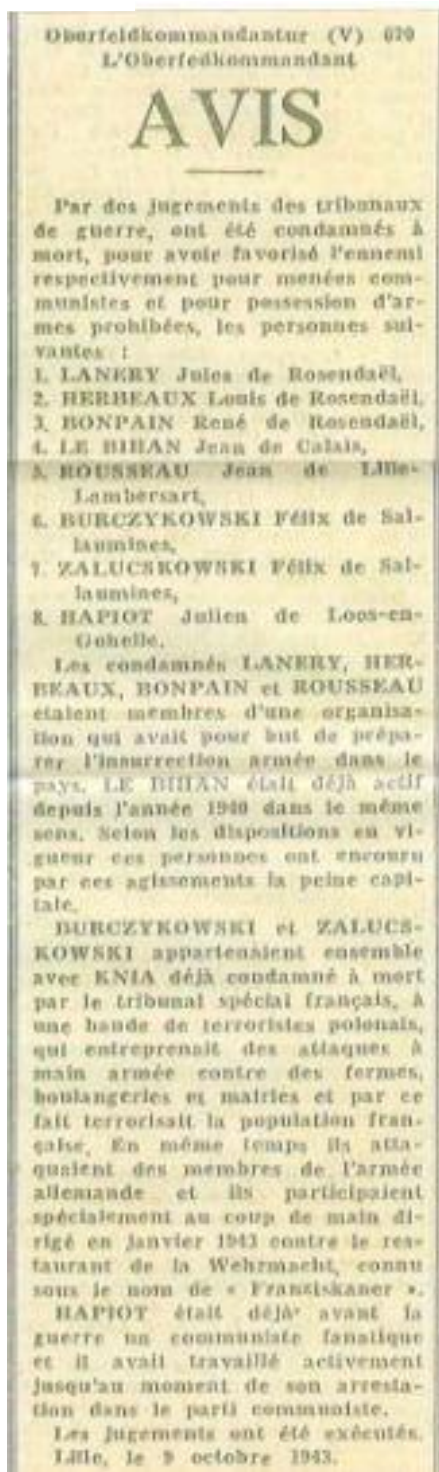 Oberfeldkommandantur (V) 670
L'Oberfedkommandant
AVIS
Par des jugements des tribunaux
de guerre, ont été condamnés à
mort, pour avoir favorisé l'ennemi
respectivement pour menées com-
munistes et pour possession d'ar-
mes prohibées, les personnes sui-
vantes :
1. LANERY Jules de Rosendaël,
2. HERBEAUX Louis de Rosendaël,
3. BONPAIN René de Rosendaël,
4. LE BIHAN Jean de Calais,
5. ROUSSEAU Jean de Lille-
Lambersart,
6. BURCZYKOWSKI Félix de Sal-
laumines,
7. ZALUCSKOWSKI Félix de Sal-
laumines,
8. HAPIOT Julien de Loos-en-
Gohelle.
Les condamnés LANERY, HER-
BEAUX, BONPAIN et ROUSSEAU
étaient membres d'une organisa-
tion qui avait pour but de prépa-
rer l'insurrection armée dans le
pays. LE BIHAN était déjà actif
depuis l'année 1940 dans le même
sens. Selon les dispositions en vi-
gueur ces personnes ont encouru
par ces agissements la peine capi-
tale.
BURCZYKOWSKI et ZALUCS-
KOWSKI appartenaient ensemble
avec KNIA déjà condamné à mort
par le tribunal spécial français, à
une bande de terroristes polonais,
qui entreprenait des attaques à
main armée contre des fermes,
boulangeries et mairies et par ce
fait terrorisait la population fran-
çaise. En même temps ils atta-
quaient des membres de l'armée
allemande et ils participaient
spécialement au coup de main di-
rigé en janvier 1943 contre le res-
taurant de la Wehrmacht, connu
sous le nom de « Franziskaner ».
HAPIOT était déjà avant la
guerre un communiste fanatique
et il avait travaillé activement
jusqu'au moment de son arresta-
tion dans le parti communiste.
Les jugements ont été exécutés.
Lille, le 9 octobre 1943.